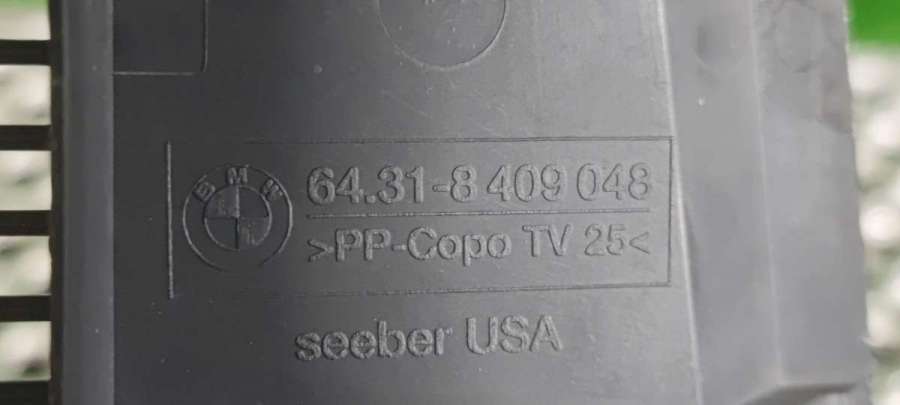 BMW
64.31-8 409 048
>PP-Copo TV 25<
seeber USA